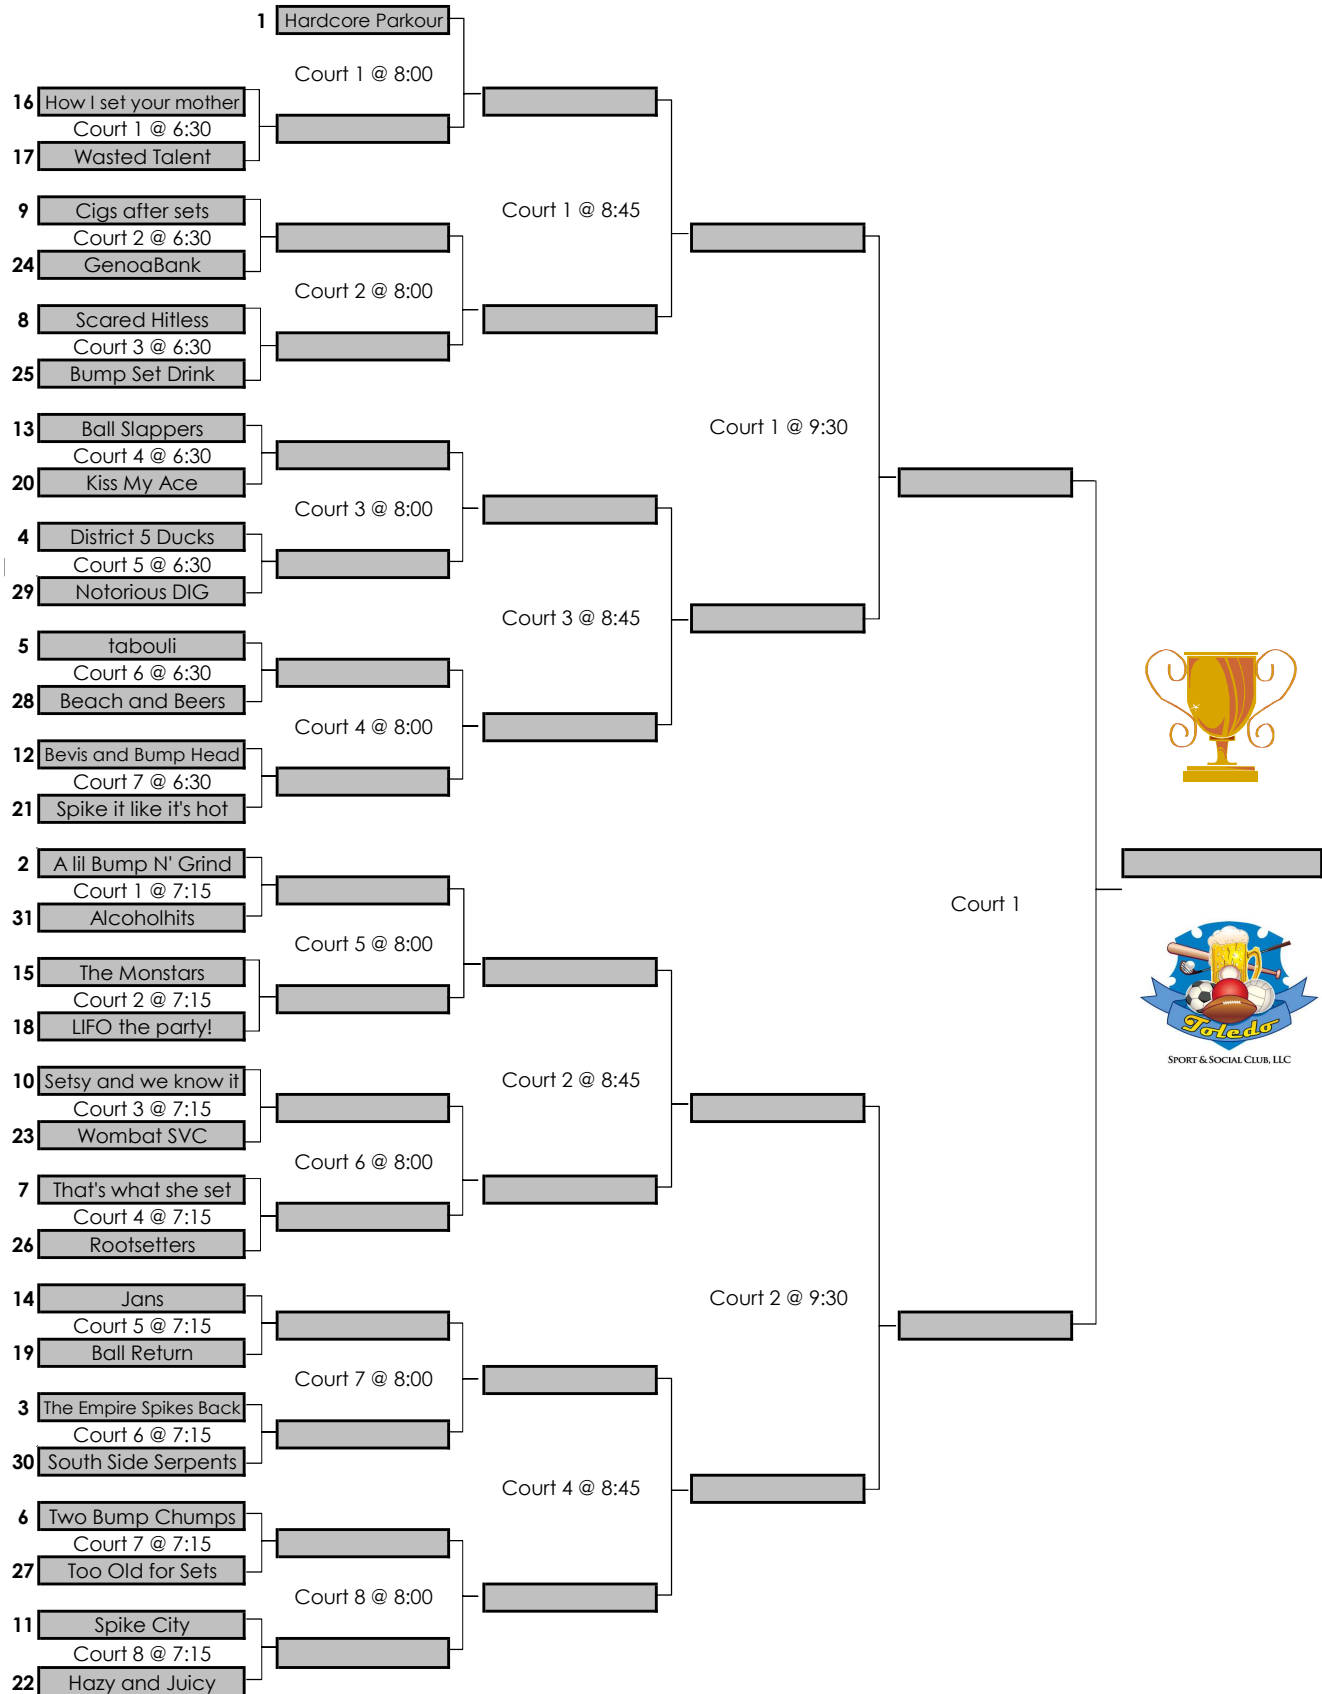 1 Hardcore Parkour
Court 1 @ 8:00
16 How I set your mother
Court 1 @ 6:30
17 Wasted Talent
9 Cigs after sets
Court 2 @ 6:30
24 GenoaBank
Court 1 @ 8:45
Court 2 @ 8:00
8 Scared Hitless
Court 3 @ 6:30
25 Bump Set Drink
13 Ball Slappers
Court 4 @ 6:30
20 Kiss My Ace
Court 1 @ 9:30
Court 3 @ 8:00
4 District 5 Ducks
Court 5 @ 6:30
29 Notorious DIG
Court 3 @ 8:45
5 tabouli
Court 6 @ 6:30
28 Beach and Beers
Court 4 @ 8:00
12 Bevis and Bump Head
Court 7 @ 6:30
21 Spike it like it's hot
2 A lil Bump N' Grind
Court 1 @ 7:15
31 Alcoholhits
Court 1
Court 5 @ 8:00
15 The Monstars
Court 2 @ 7:15
18 LIFO the party!
Toledo
SPORT & SOCIAL CLUB, LLC
10 Setsy and we know it
Court 3 @ 7:15
23 Wombat SVC
Court 2 @ 8:45
Court 6 @ 8:00
7 That's what she set
Court 4 @ 7:15
26 Rootsetters
14 Jans
Court 5 @ 7:15
19 Ball Return
Court 2 @ 9:30
Court 7 @ 8:00
3 The Empire Spikes Back
Court 6 @ 7:15
30 South Side Serpents
Court 4 @ 8:45
6 Two Bump Chumps
Court 7 @ 7:15
27 Too Old for Sets
Court 8 @ 8:00
11 Spike City
Court 8 @ 7:15
22 Hazy and Juicy